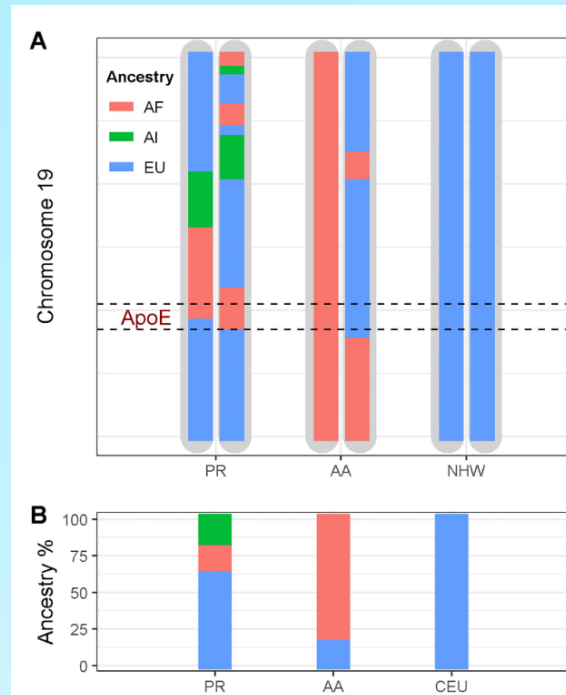 A
Ancestry
AF
AI
EU
Chromosome 19
ApoE
PR AA NHW
B
Ancestry %
100
75
50
25
0
PR AA CEU